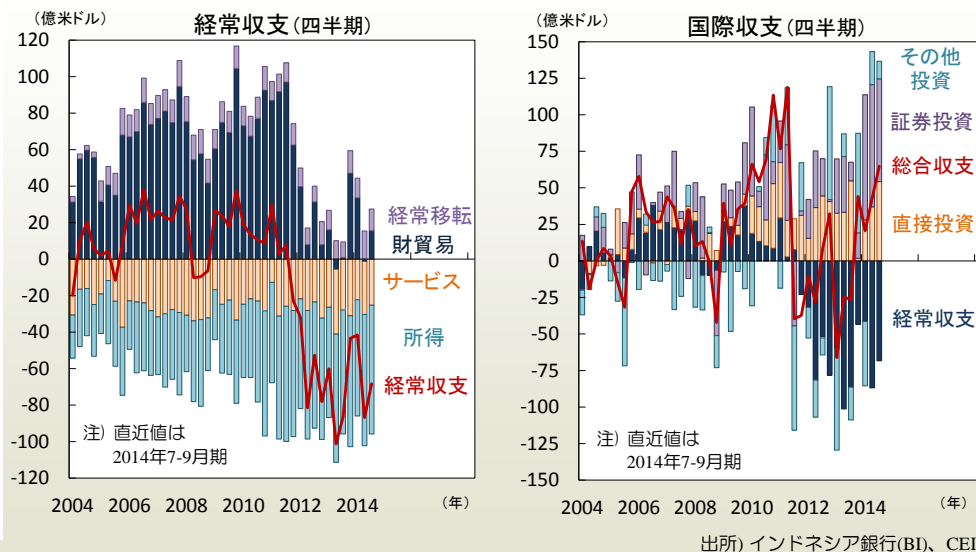 経常収支(四半期)
（億米ドル）
120
100
80
60
40
20
0
-20
-40
-60
-80
-100
-120
経常移転
財貿易
サービス
所得
経常収支
注）直近値は
2014年7-9月期
2004
2006
2008
2010
2012
2014
（年）
国際収支(四半期)
（億米ドル）
150
125
100
75
50
25
0
-25
-50
-75
-100
-125
-150
その他
投資
証券投資
総合収支
直接投資
経常収支
注）直近値は
2014年7-9月期
2004
2006
2008
2010
2012
2014
（年）
出所) インドネシア銀行(BI)、CEI